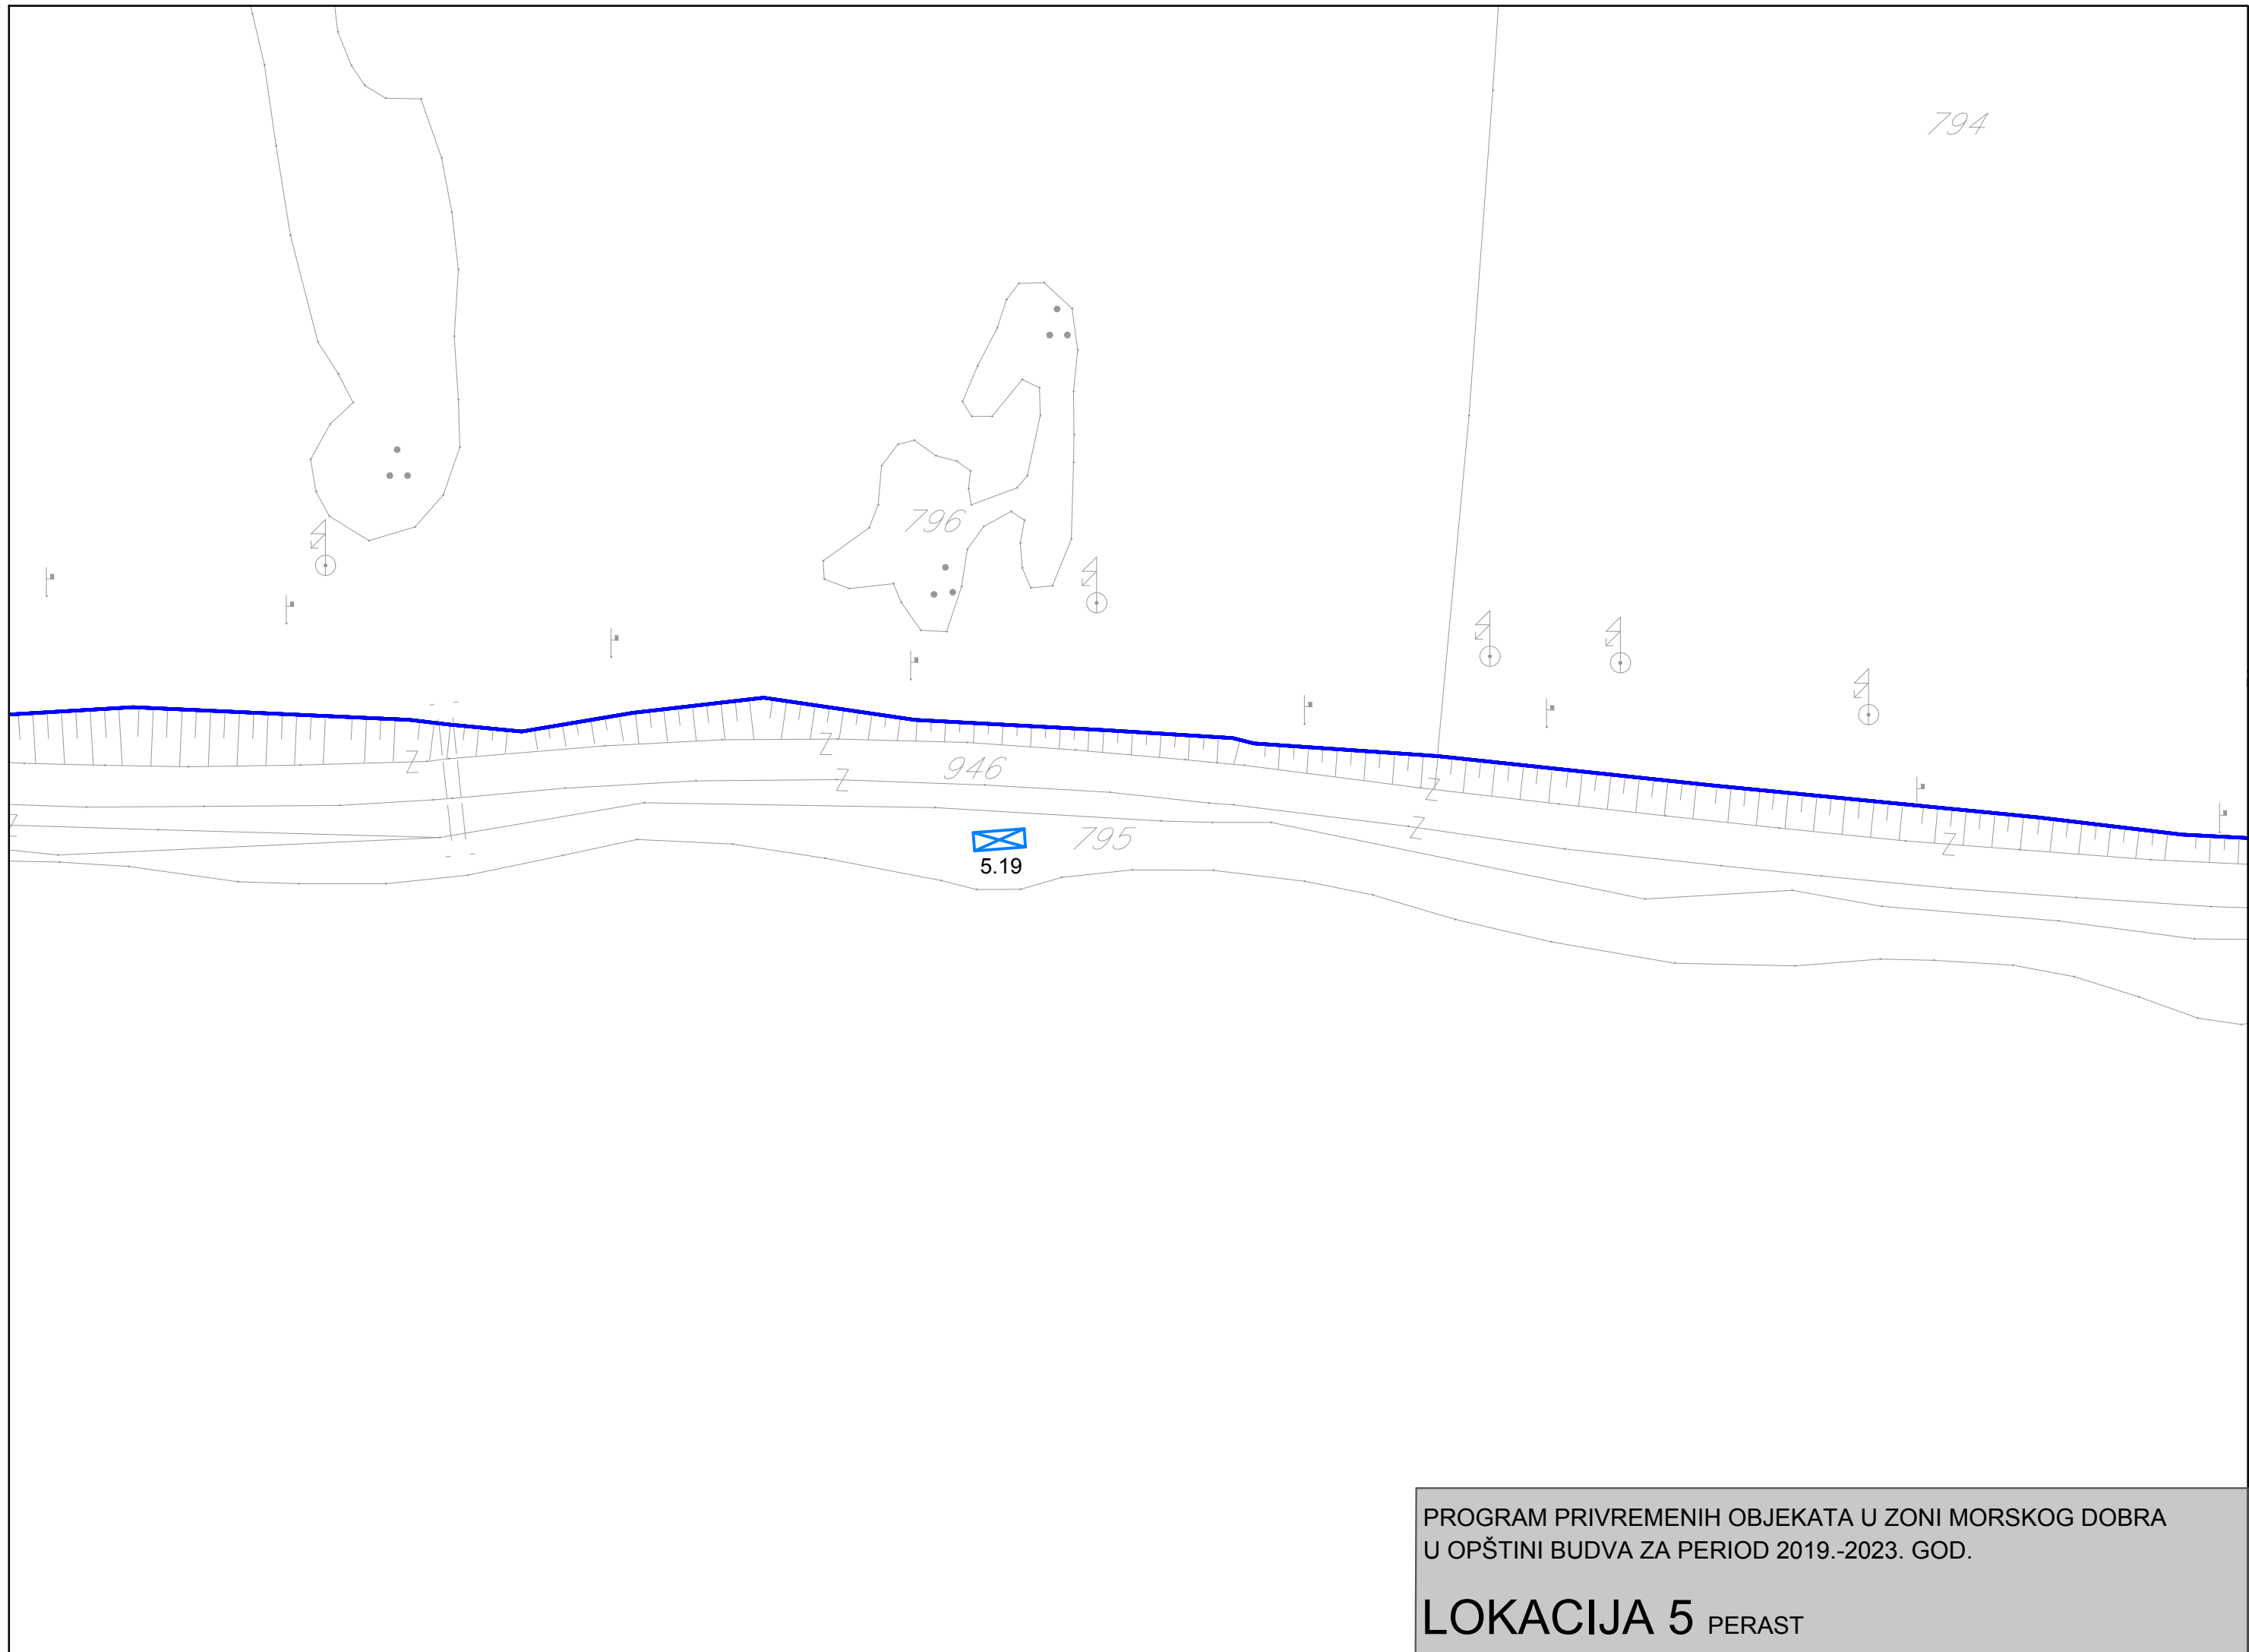 794
796
946
795
5.19
PROGRAM PRIVREMENIH OBJEKATA U ZONI MORSKOG DOBRA
U OPŠTINI BUDVA ZA PERIOD 2019.-2023. GOD.
LOKACIJA 5 PERAST